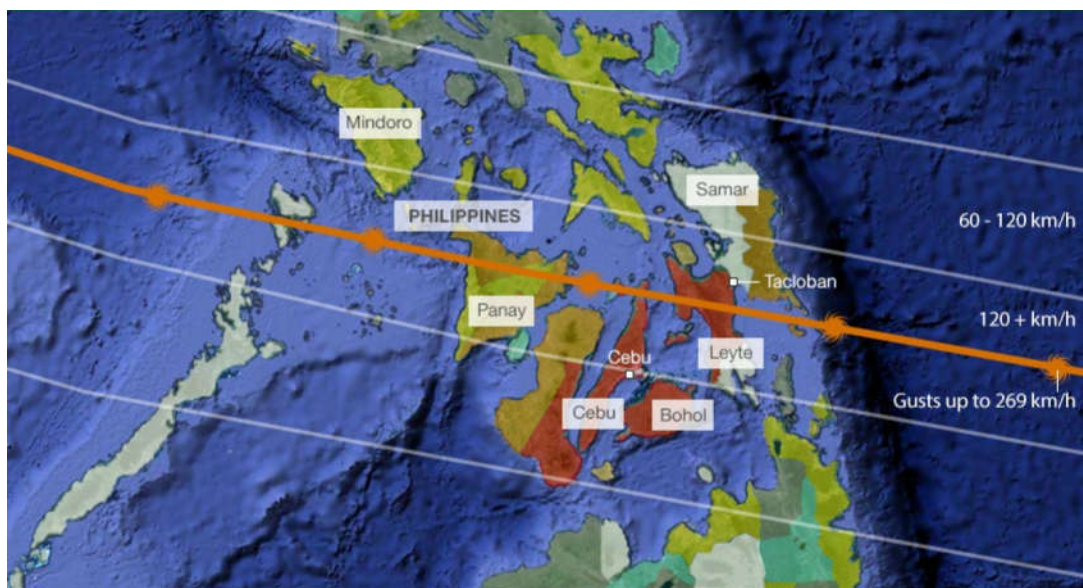 Mindoro
Samar
PHILIPPINES
60 - 120 km/h
Tacloban
Panay
120 + km/h
Cebu
Leyte
Gusts up to 269 km/h
Cebu
Bohol